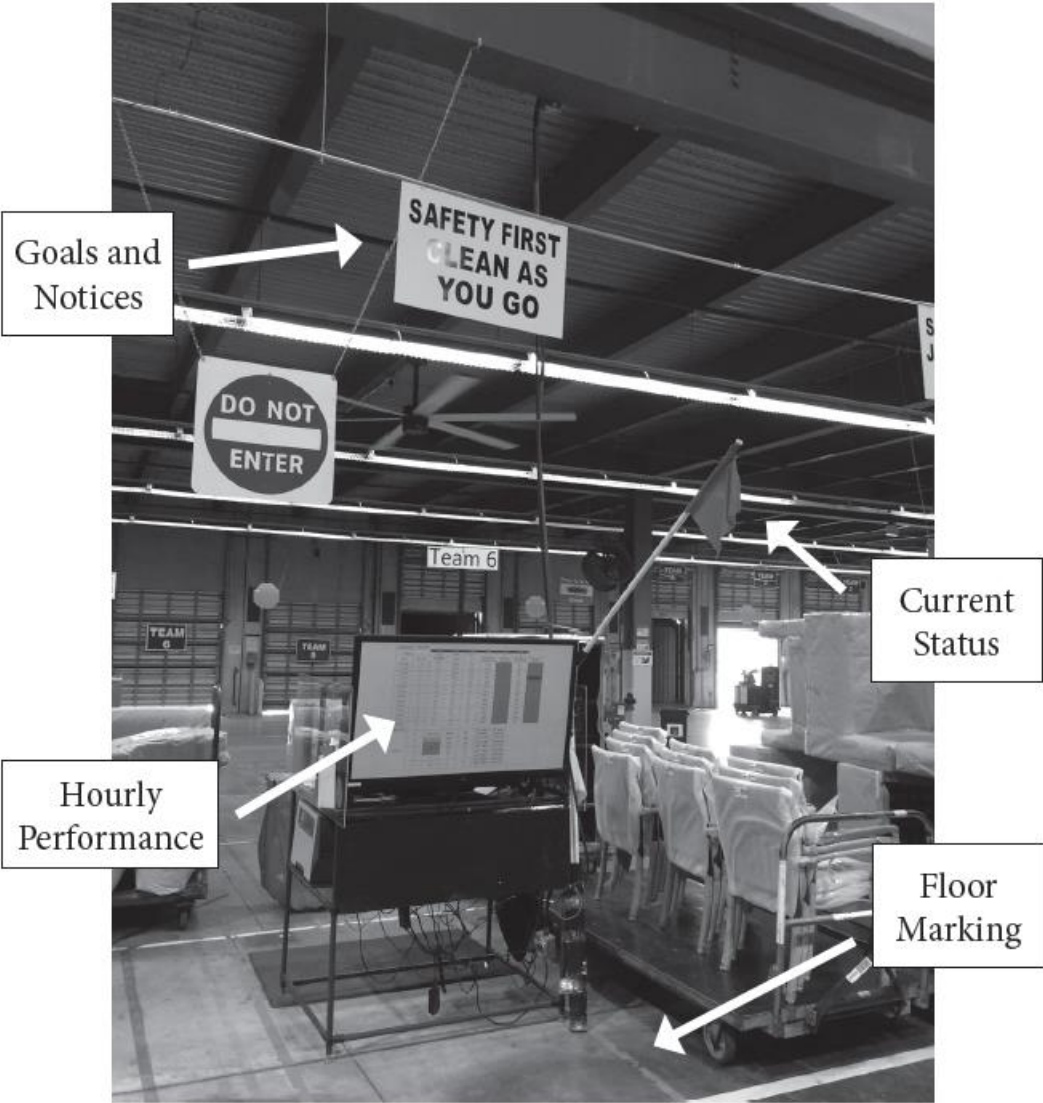 SAFETY FIRST
CLEAN AS
YOU GO
Goals and
Notices
S
J
DO NOT
ENTER
Team 6
Current
Status
TEAM
6
TEAM
Hourly
Performance
Floor
Marking